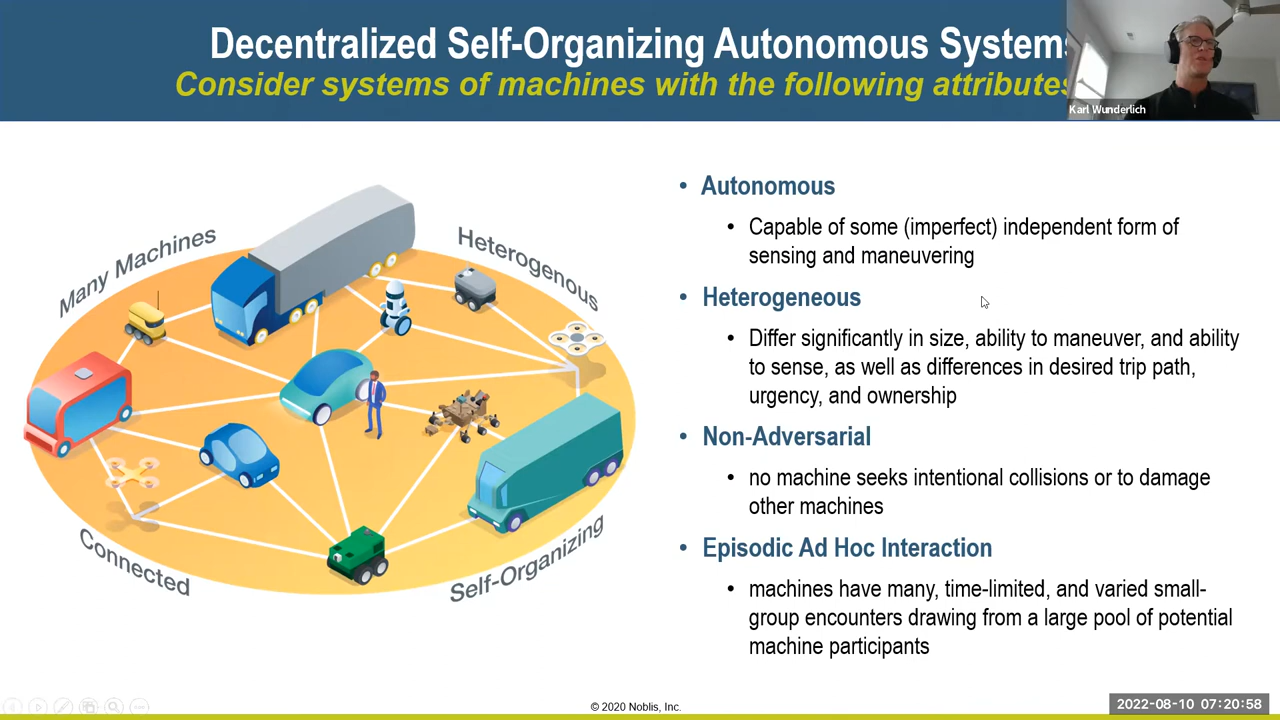 Decentralized Self-Organizing Autonomous Systems
Consider systems of machines with the following attributes
Karl Wunderlich
Many Machines
Heterogenous
Connected
Self-Organizing
• Autonomous
• Capable of some (imperfect) independent form of
sensing and maneuvering
• Heterogeneous
• Differ significantly in size, ability to maneuver, and ability
to sense, as well as differences in desired trip path,
urgency, and ownership
• Non-Adversarial
• no machine seeks intentional collisions or to damage
other machines
• Episodic Ad Hoc Interaction
• machines have many, time-limited, and varied small-
group encounters drawing from a large pool of potential
machine participants
© 2020 Noblis, Inc.
2022-08-10 07:20:58